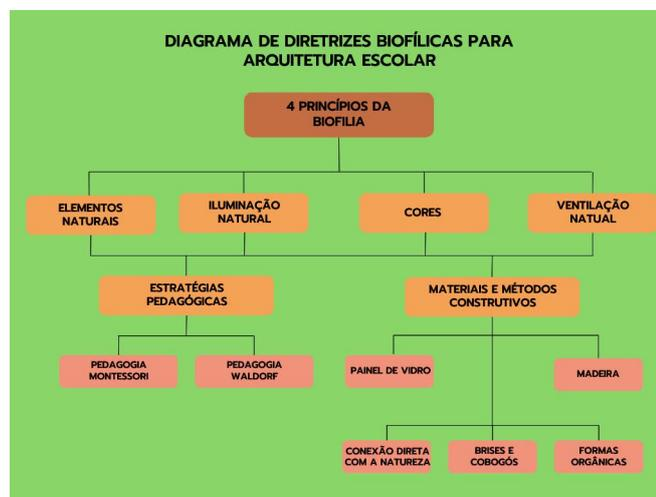 DIAGRAMA DE DIRETRIZES BIOFÍLICAS PARA
ARQUITETURA ESCOLAR
4 PRINCÍPIOS DA
BIOFILIA
ELEMENTOS
NATURAIS
ILUMINAÇÃO
NATURAL
CORES
VENTILAÇÃO
NATUAL
ESTRATÉGIAS
PEDAGÓGICAS
MATERIAIS E MÉTODOS
CONSTRUTIVOS
PEDAGOGIA
MONTESSORI
PEDAGOGIA
WALDORF
PAINEL DE VIDRO
MADEIRA
CONEXÃO DIRETA
COM A NATUREZA
BRISES E
COBOGÓS
FORMAS
ORGÂNICAS